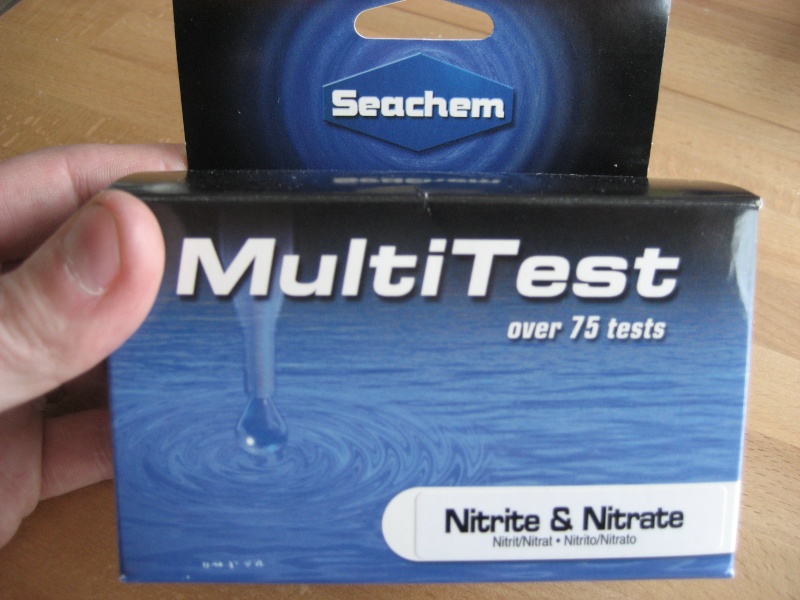 Seachem
MultiTest
over 75 tests
Nitrite & Nitrate
Nitrit/Nitrat • Nitrito/Nitrato